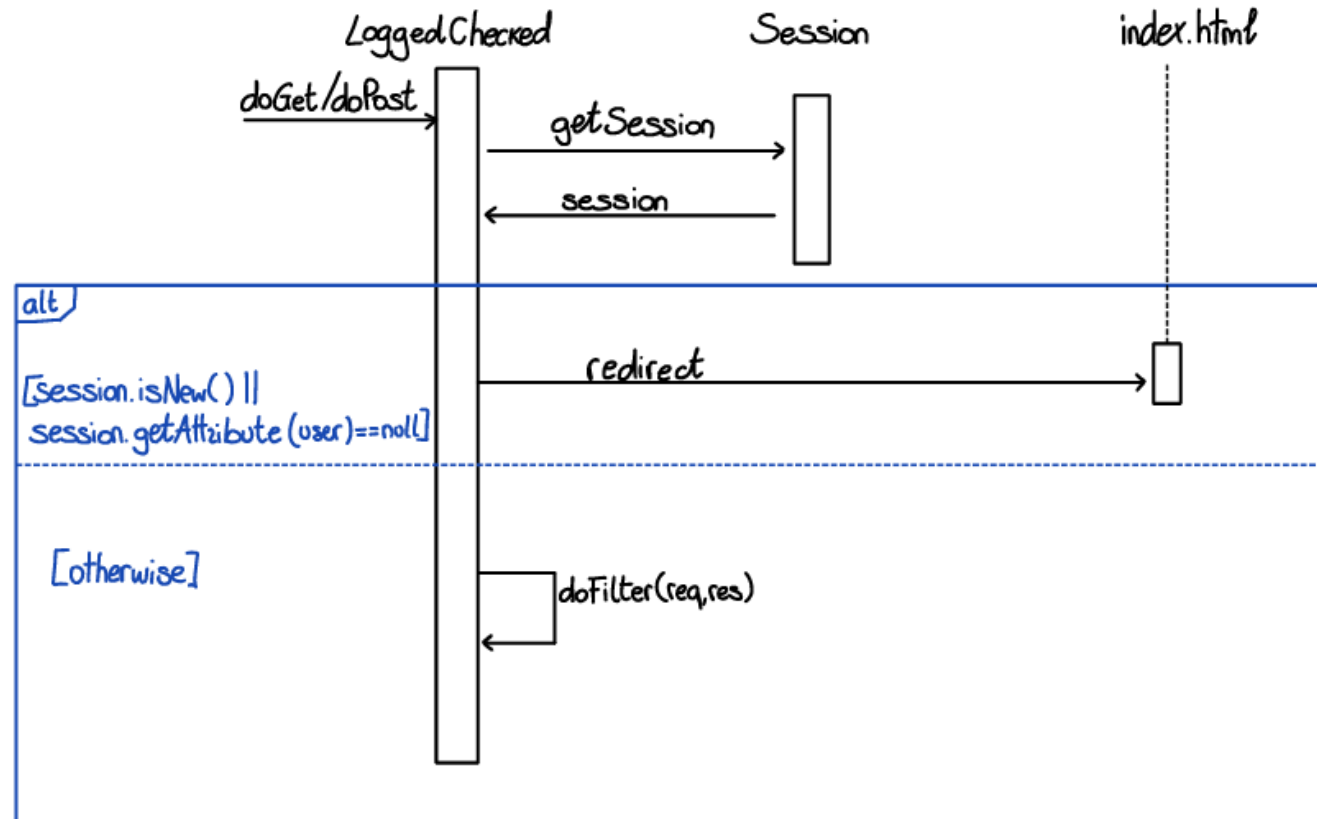 LoggedChecked
Session
index.html
doGet/doPost
getSession
session
alt
redirect
[session.isNew() ||
session.getAttribute(user)==noll]
[otherwise]
doFilter(req,res)